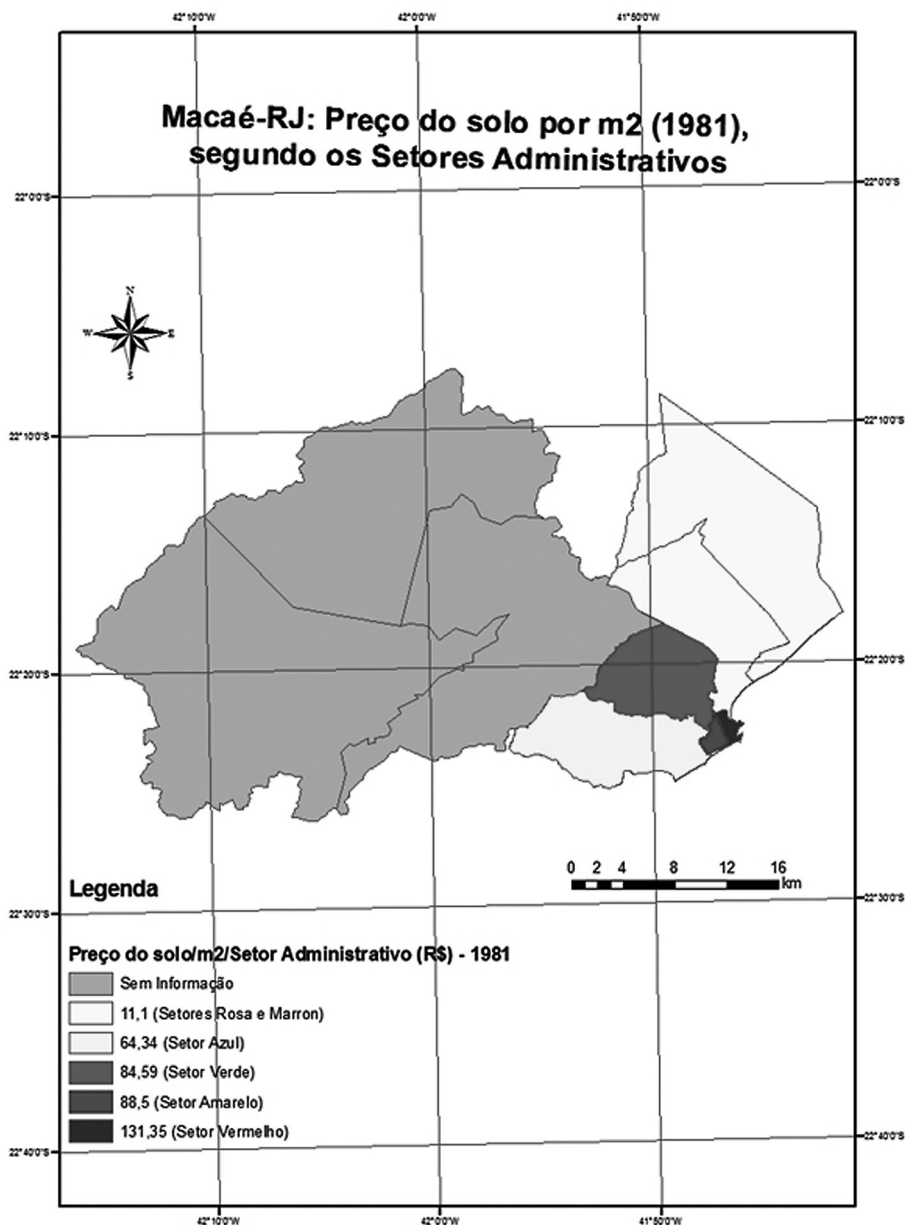 42°10'0"W 42°0'0"W 41°50'0"W
Macaé-RJ: Preço do solo por m2 (1981),
segundo os Setores Administrativos
22°0'0"S 22°0'0"S
N
W E
S
22°10'0"S 22°10'0"S
22°20'0"S 22°20'0"S
0 2 4 8 12 16
km
Legenda
22°30'0"S 22°30'0"S
Preço do solo/m2/Setor Administrativo (R$) - 1981
Sem Informação
11,1 (Setores Rosa e Marron)
64,34 (Setor Azul)
84,59 (Setor Verde)
88,5 (Setor Amarelo)
131,35 (Setor Vermelho)
22°40'0"S 22°40'0"S
42°10'0"W 42°0'0"W 41°50'0"W